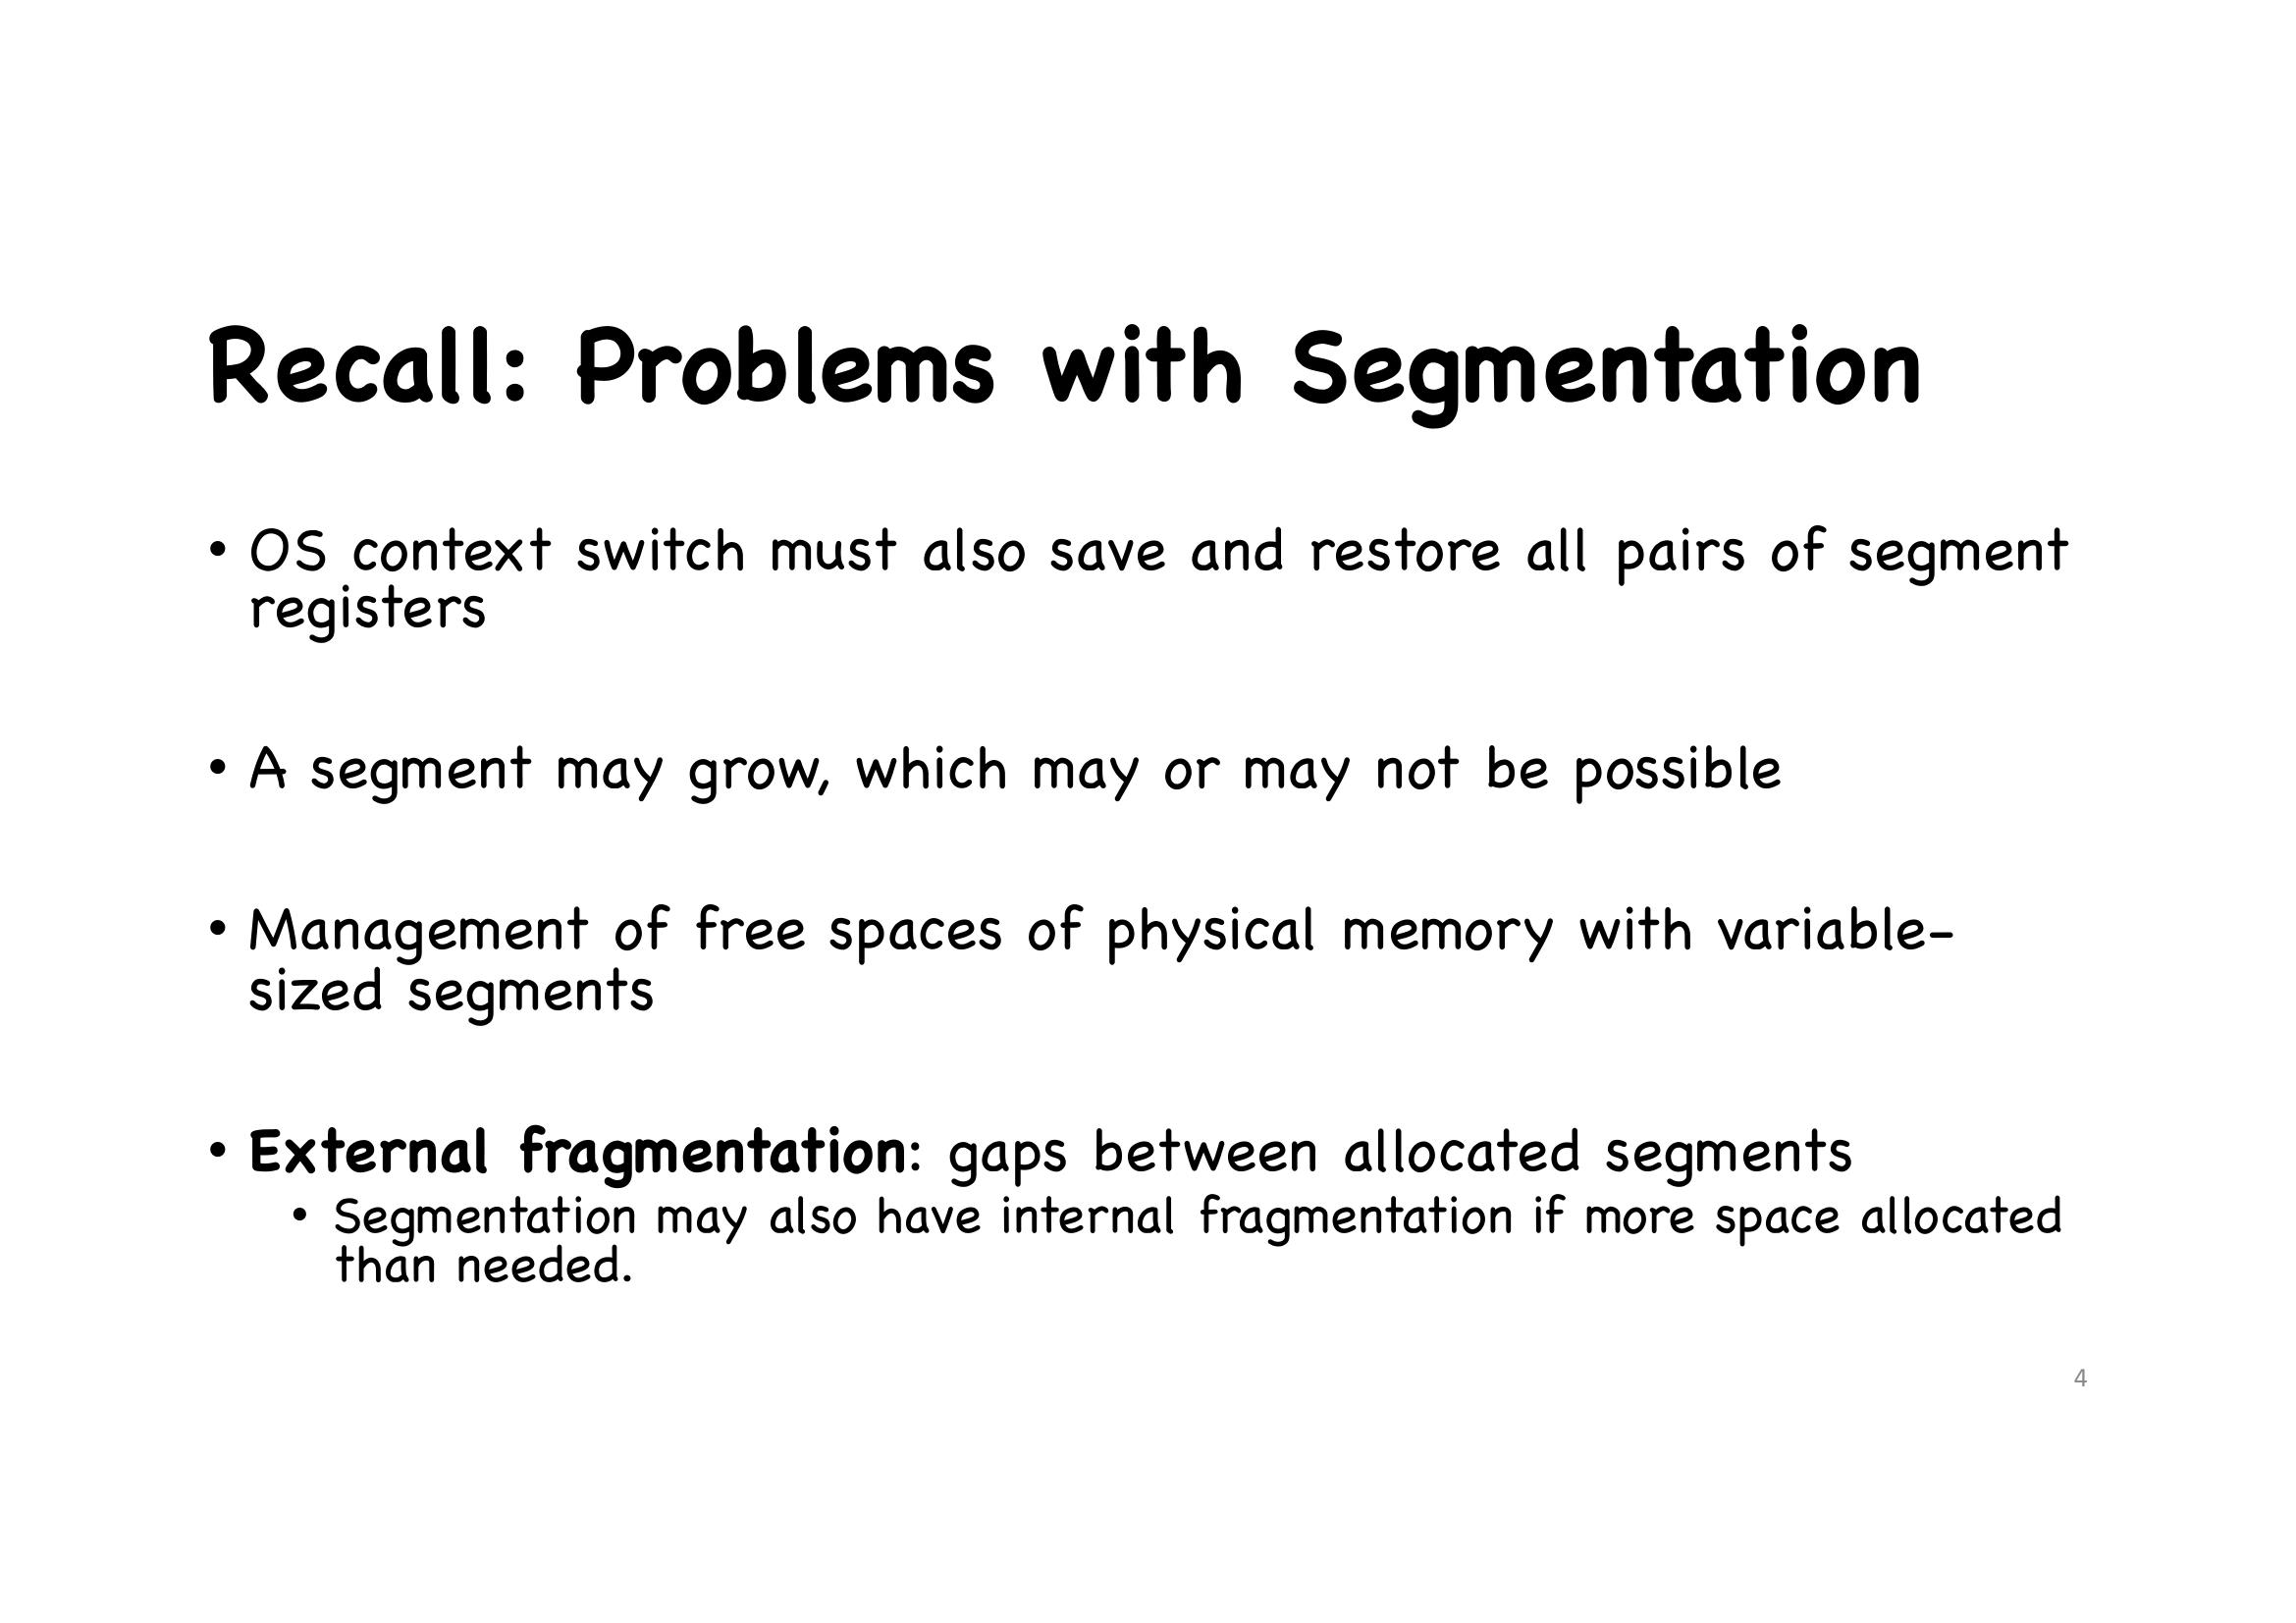 Recall: Problems with Segmentation
• OS context switch must also save and restore all pairs of segment
registers
• A segment may grow, which may or may not be possible
• Management of free spaces of physical memory with variable-
sized segments
• External fragmentation: gaps between allocated segments
• Segmentation may also have internal fragmentation if more space allocated
than needed.
4